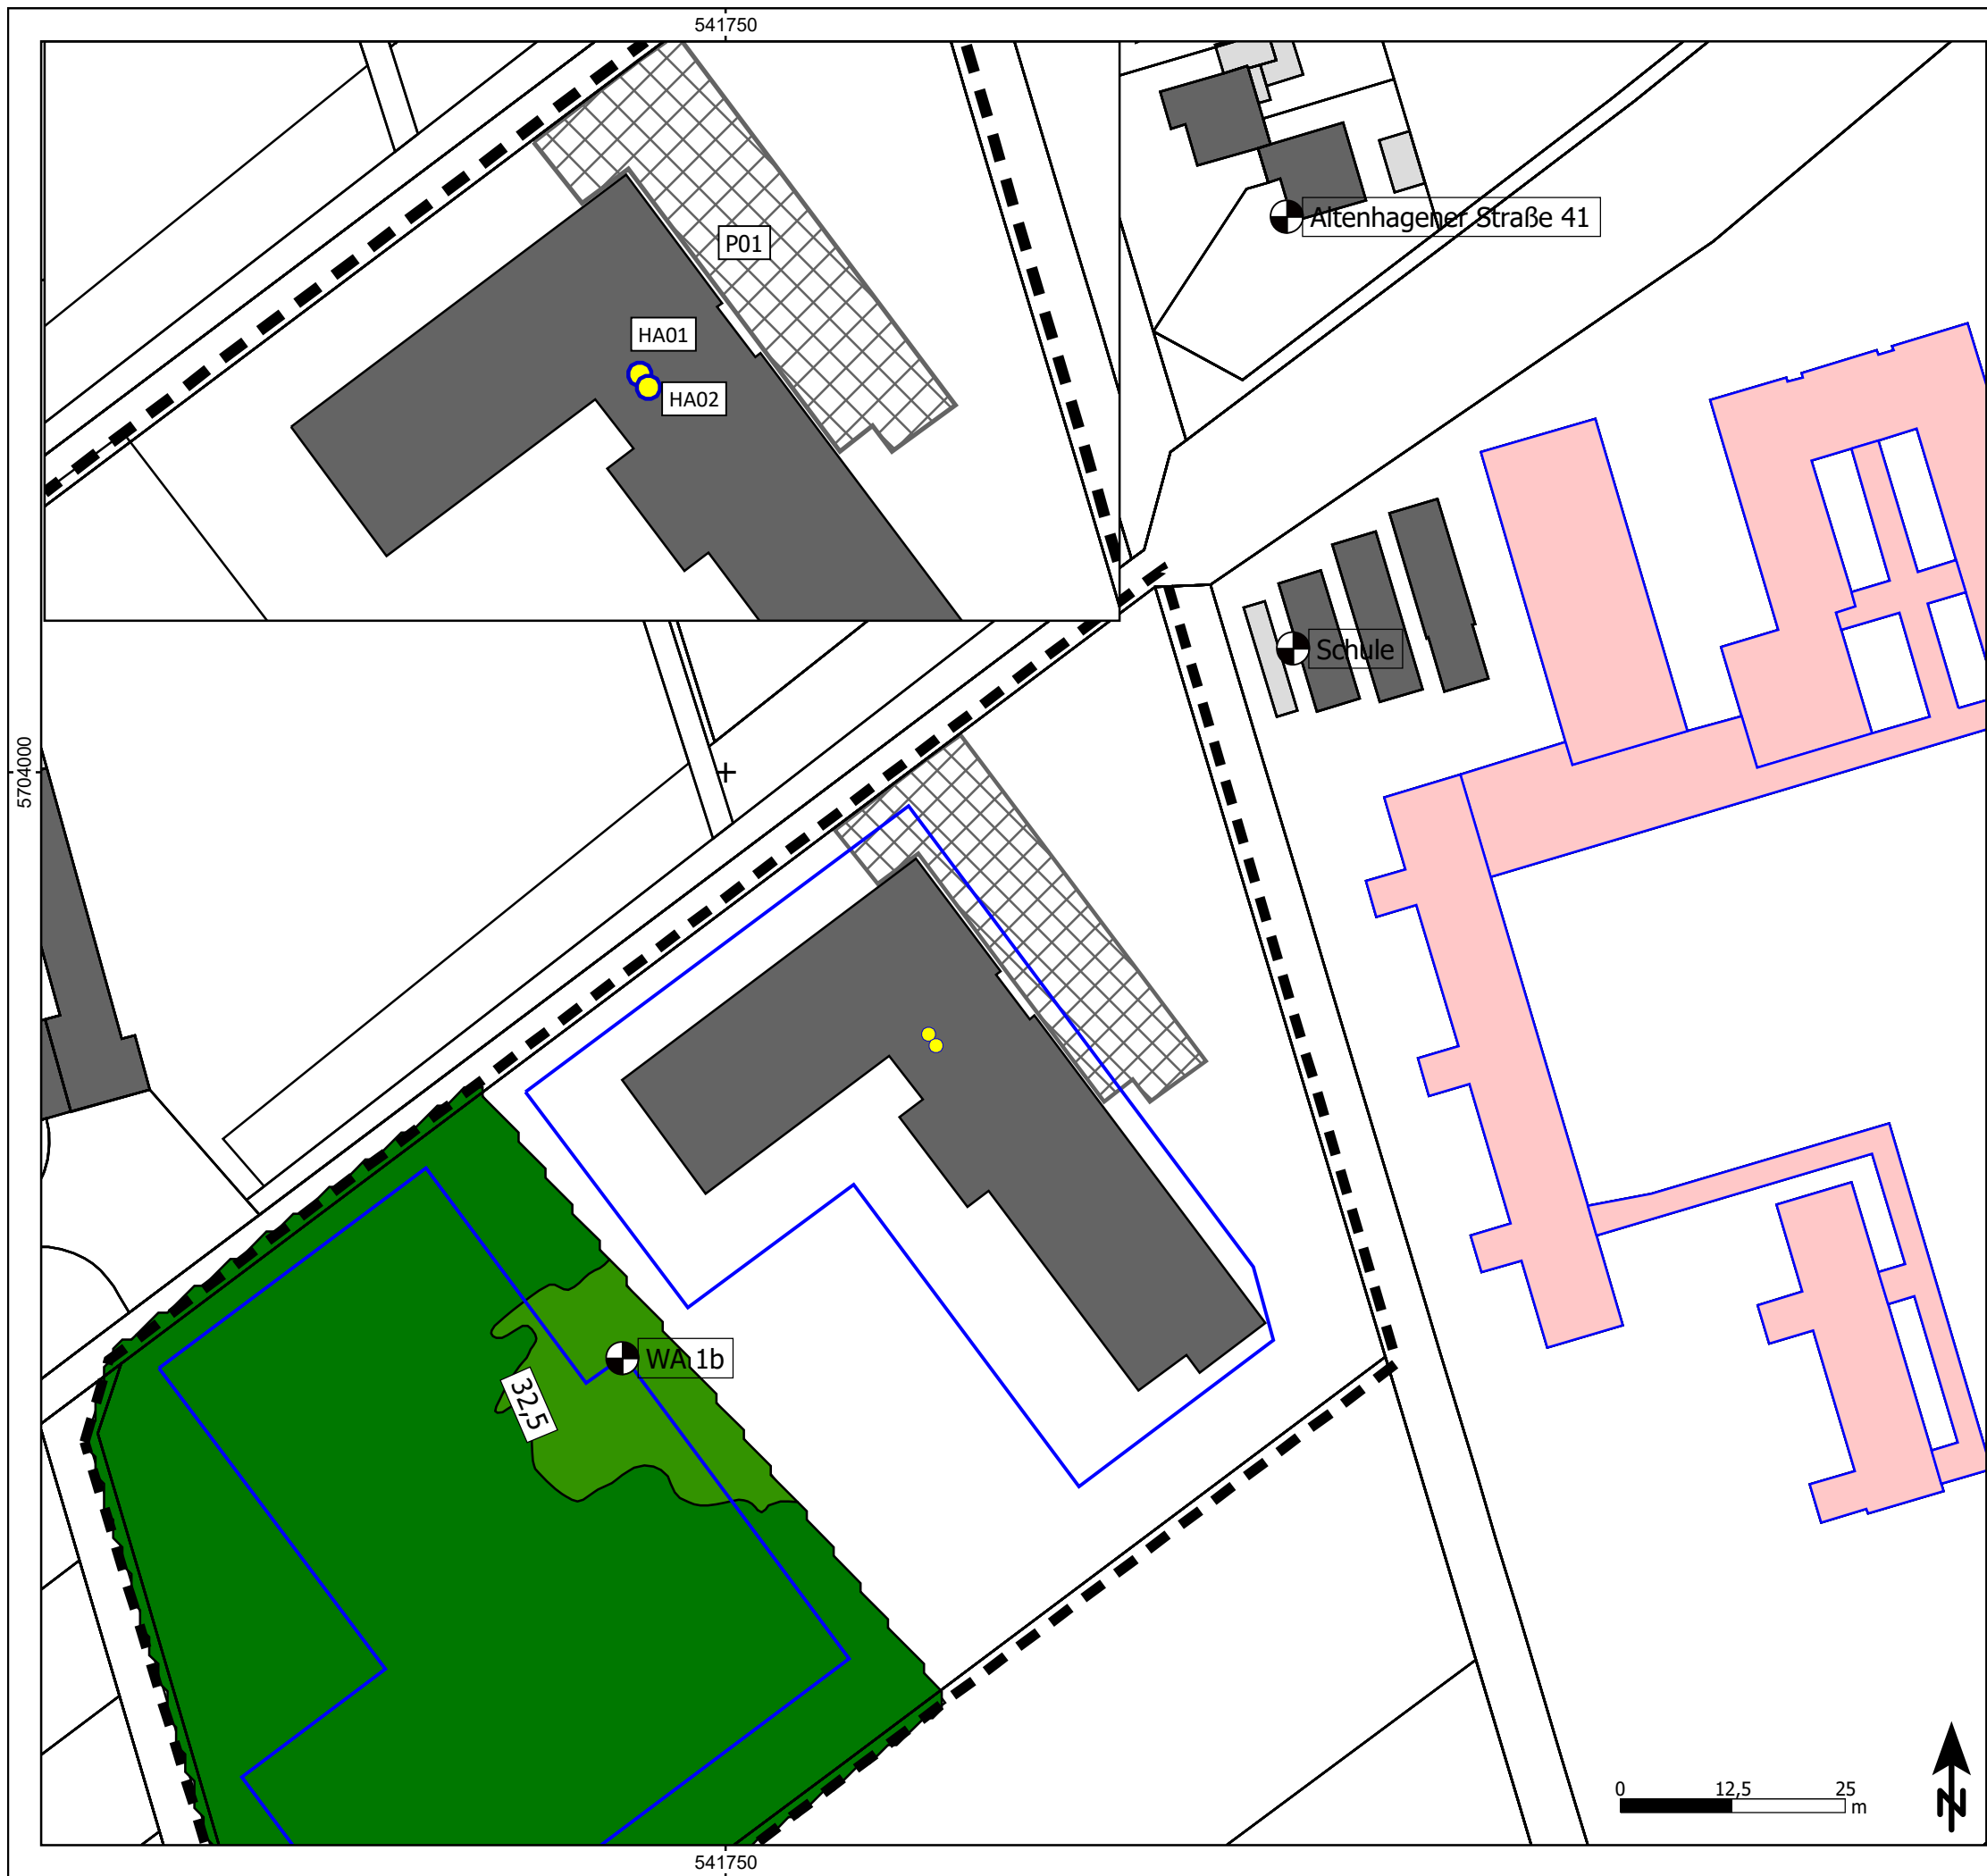 541750
Altenhagener Straße 41
P01
HA01
HA02
Schule
5704000
WA 1b
32,5
0 12,5 25
m
N
541750